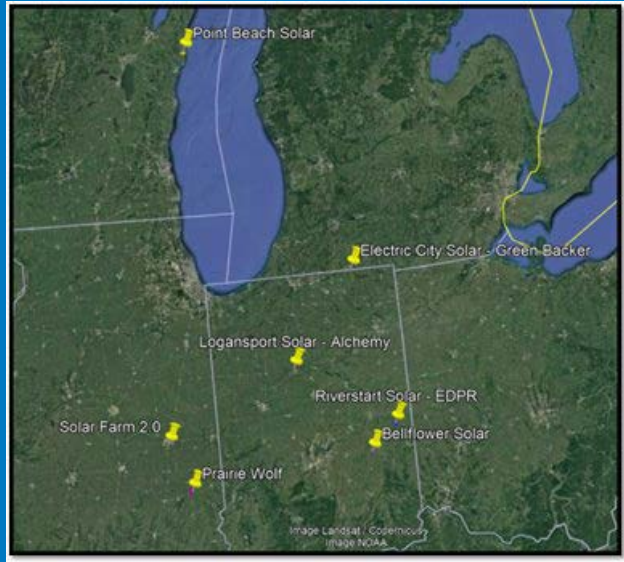 Point Beach Solar
Electric City Solar - Green Backer
Logansport Solar - Alchemy
Riverstart Solar - EDPR
Solar Farm 2.0
Bellflower Solar
Prairie Wolf
Image Landsat / Copernicus
Image NOAA